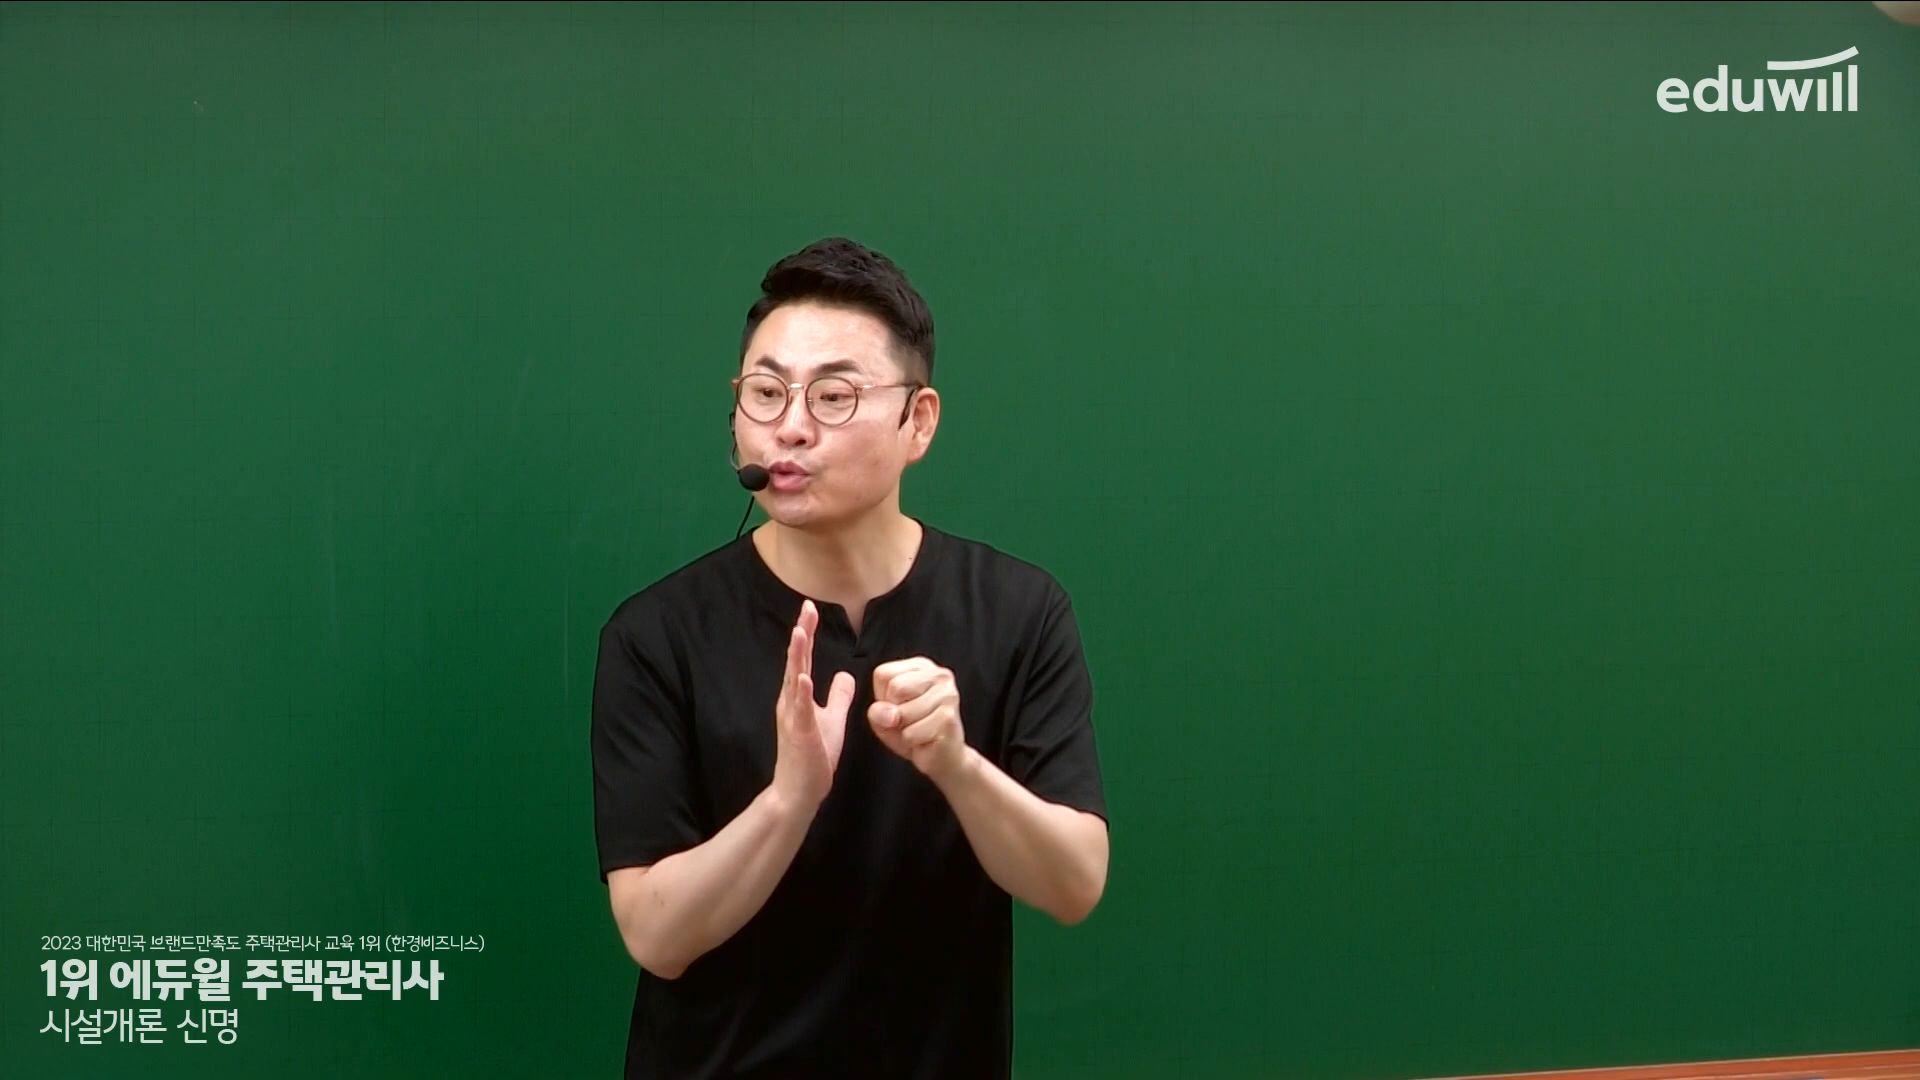 eduwill
2023 대한민국 브랜드만족도 주택관리사 교육 1위 (한경비즈니스)
1위 에듀윌 주택관리사
시설개론 신명